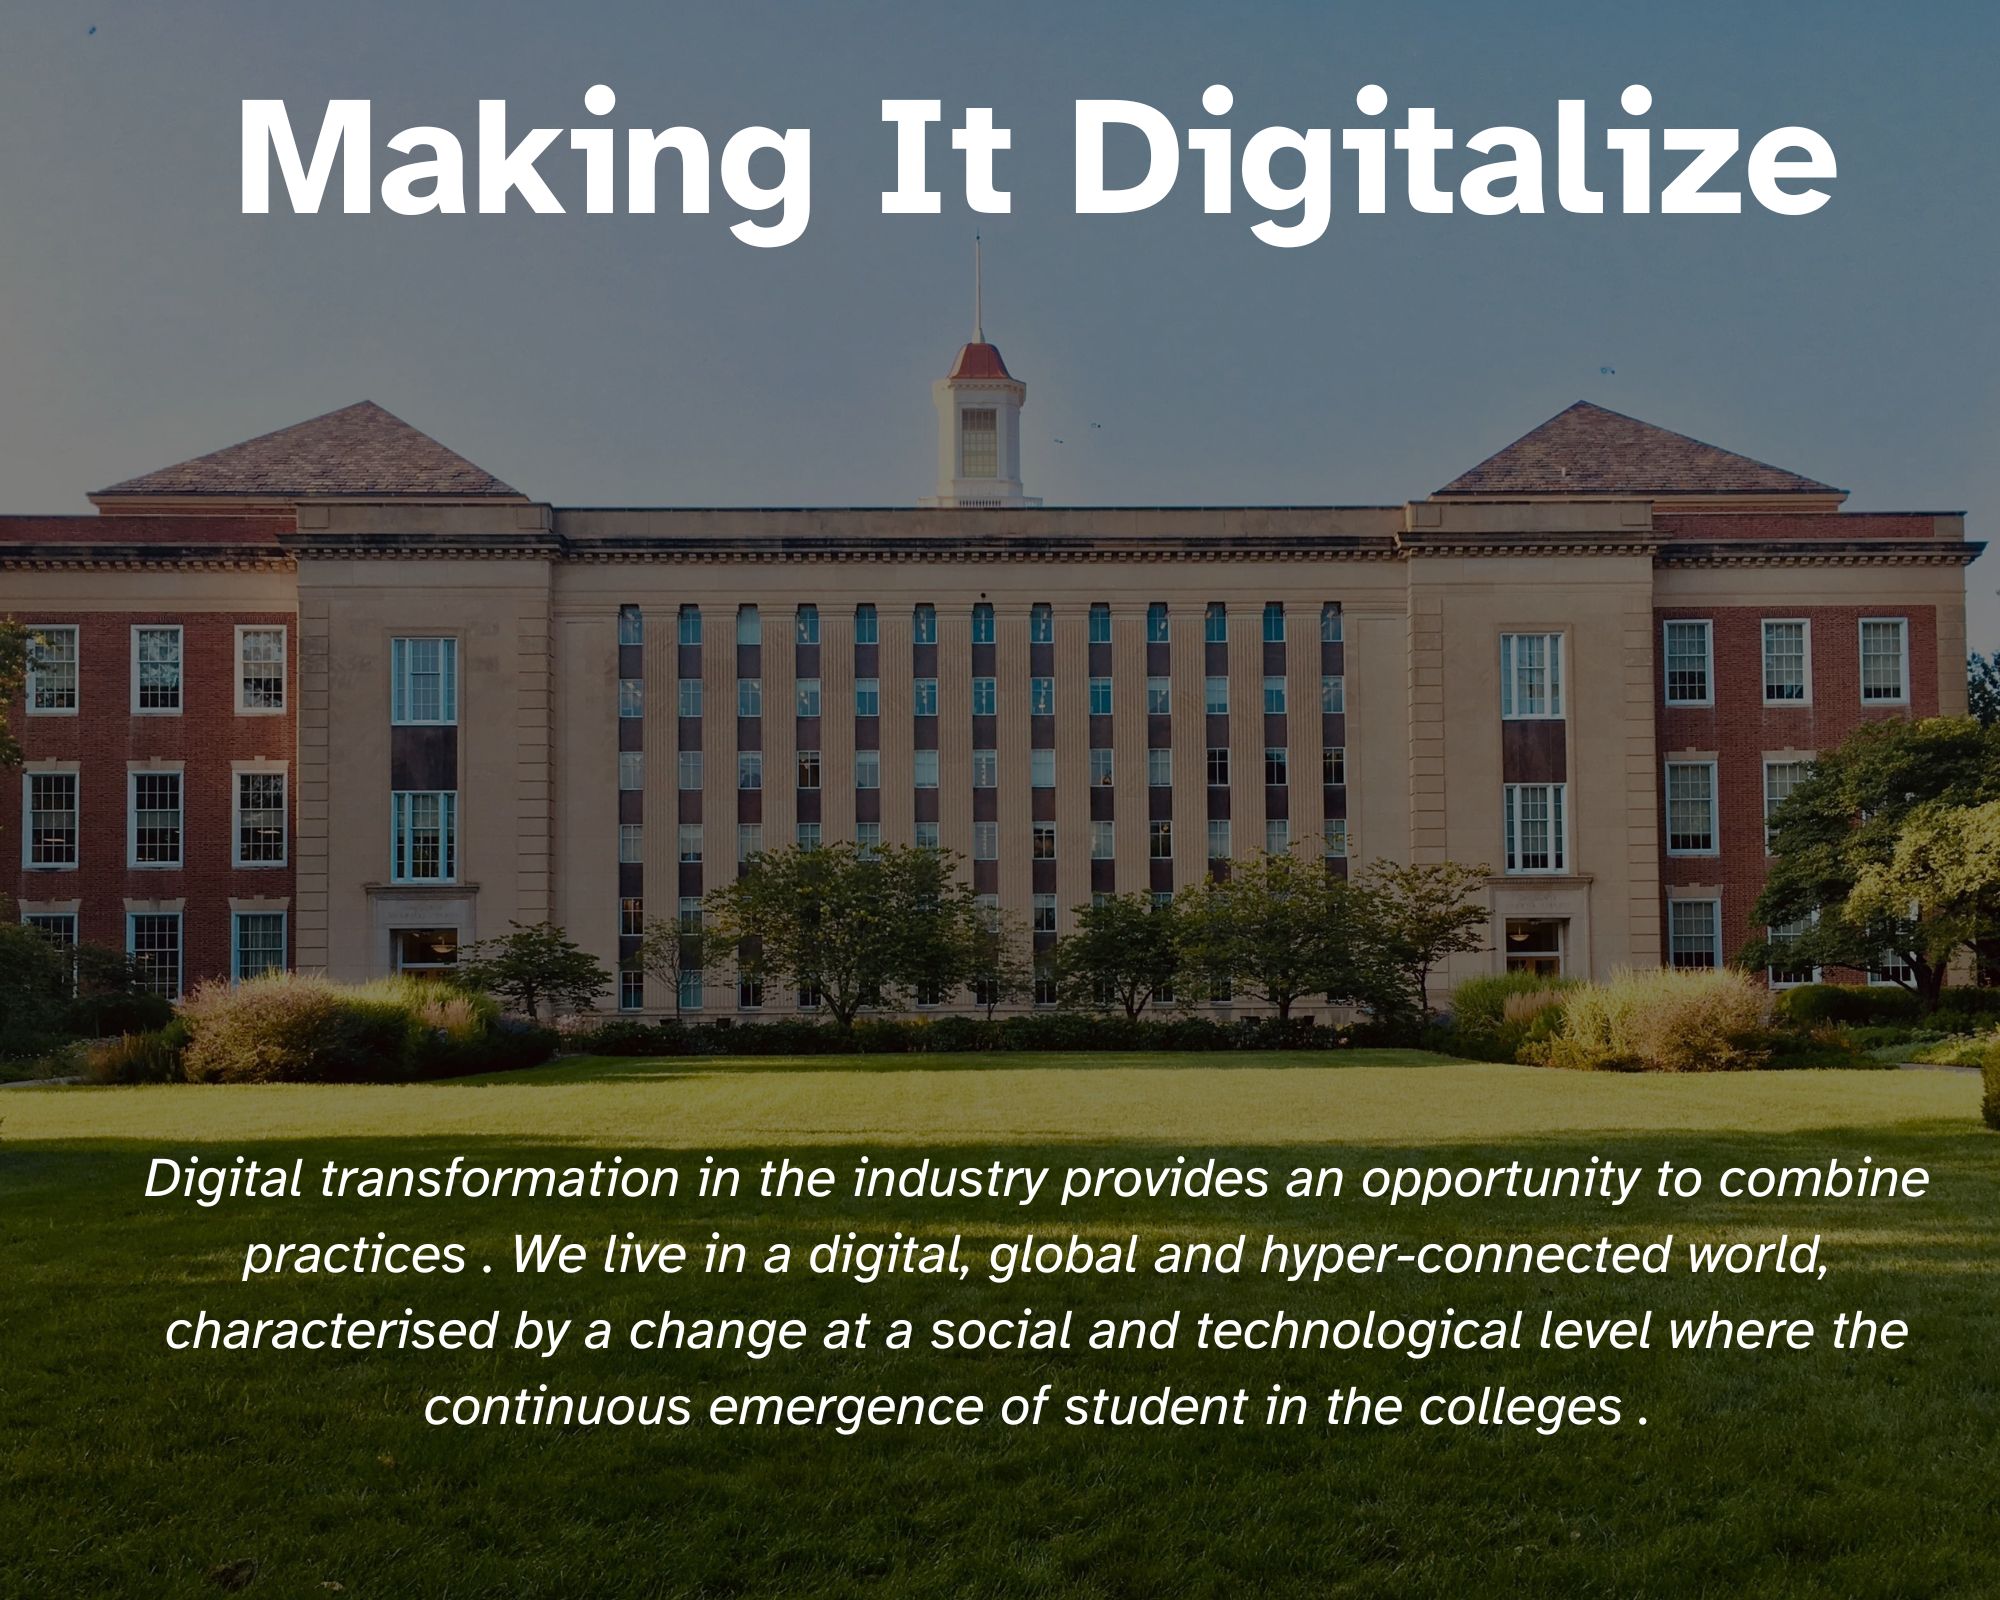 Making It Digitalize
Digital transformation in the industry provides an opportunity to combine
practices . We live in a digital, global and hyper-connected world,
characterised by a change at a social and technological level where the
continuous emergence of student in the colleges .